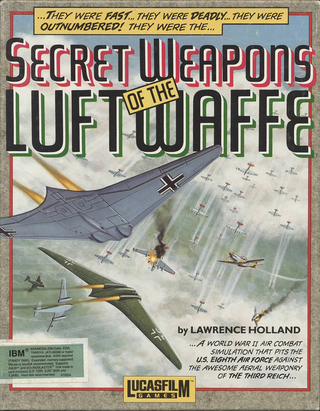 ...THEY WERE FAST...THEY WERE DEADLY...THEY WERE
OUTNUMBERED! THEY WERE THE...
SECRET WEAPONS
OF THE
LUFTWAFFE
by LAWRENCE HOLLAND
...A WORLD WAR II AIR COMBAT
SIMULATION THAT PITS THE
U.S. EIGHTH AIR FORCE AGAINST
THE AWESOME AERIAL WEAPONRY
OF THE THIRD REICH...
IBM
LUCASFILM
GAMES